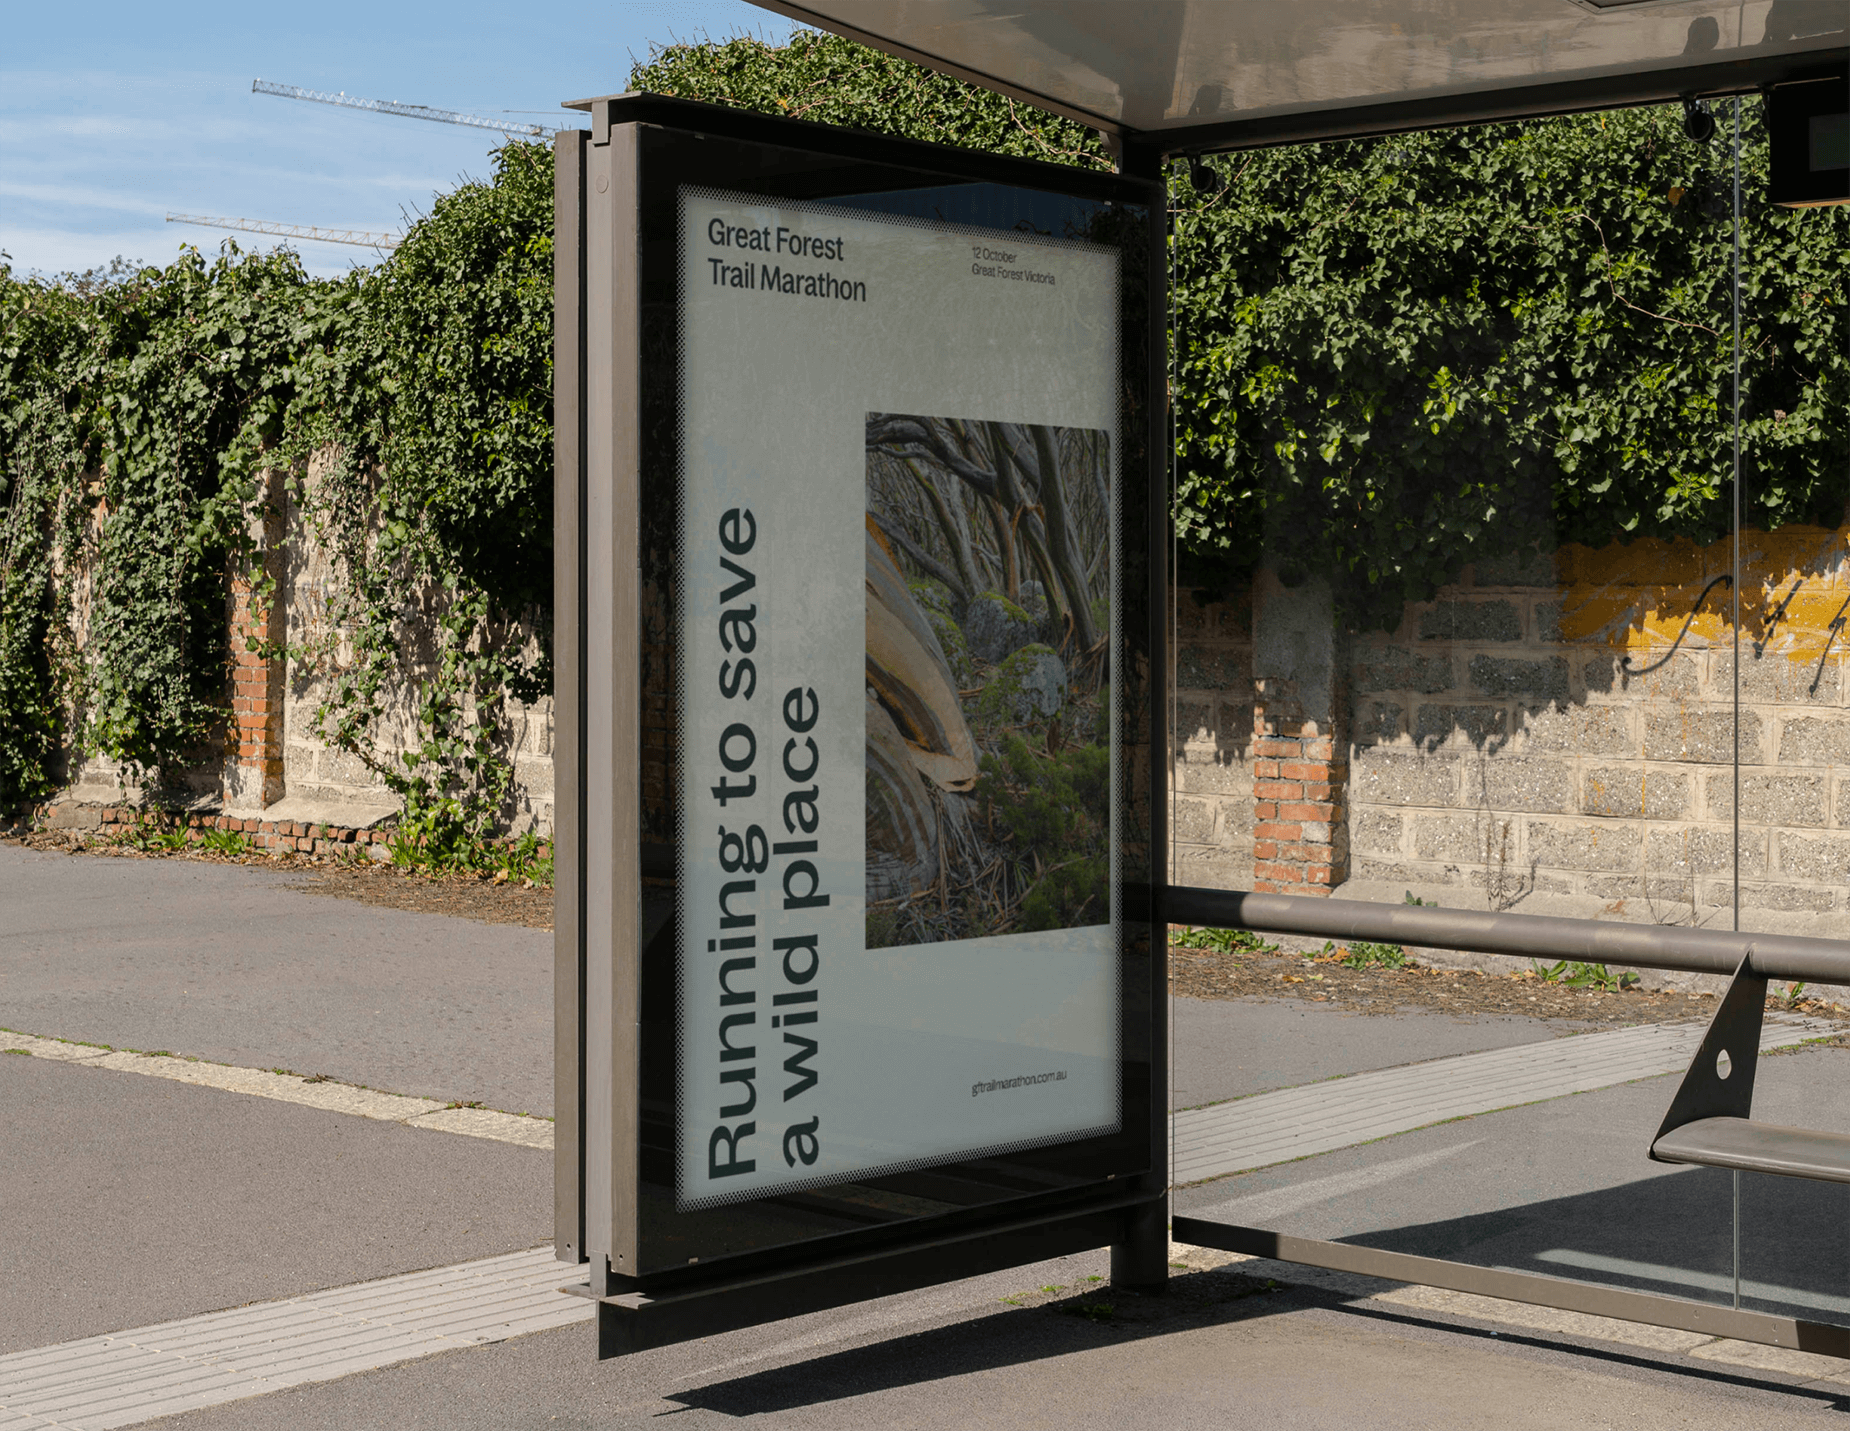 Great Forest
Trail Marathon
12 October
Great Forest Victoria
Running to save
a wild place
gftrailmarathon.com.au